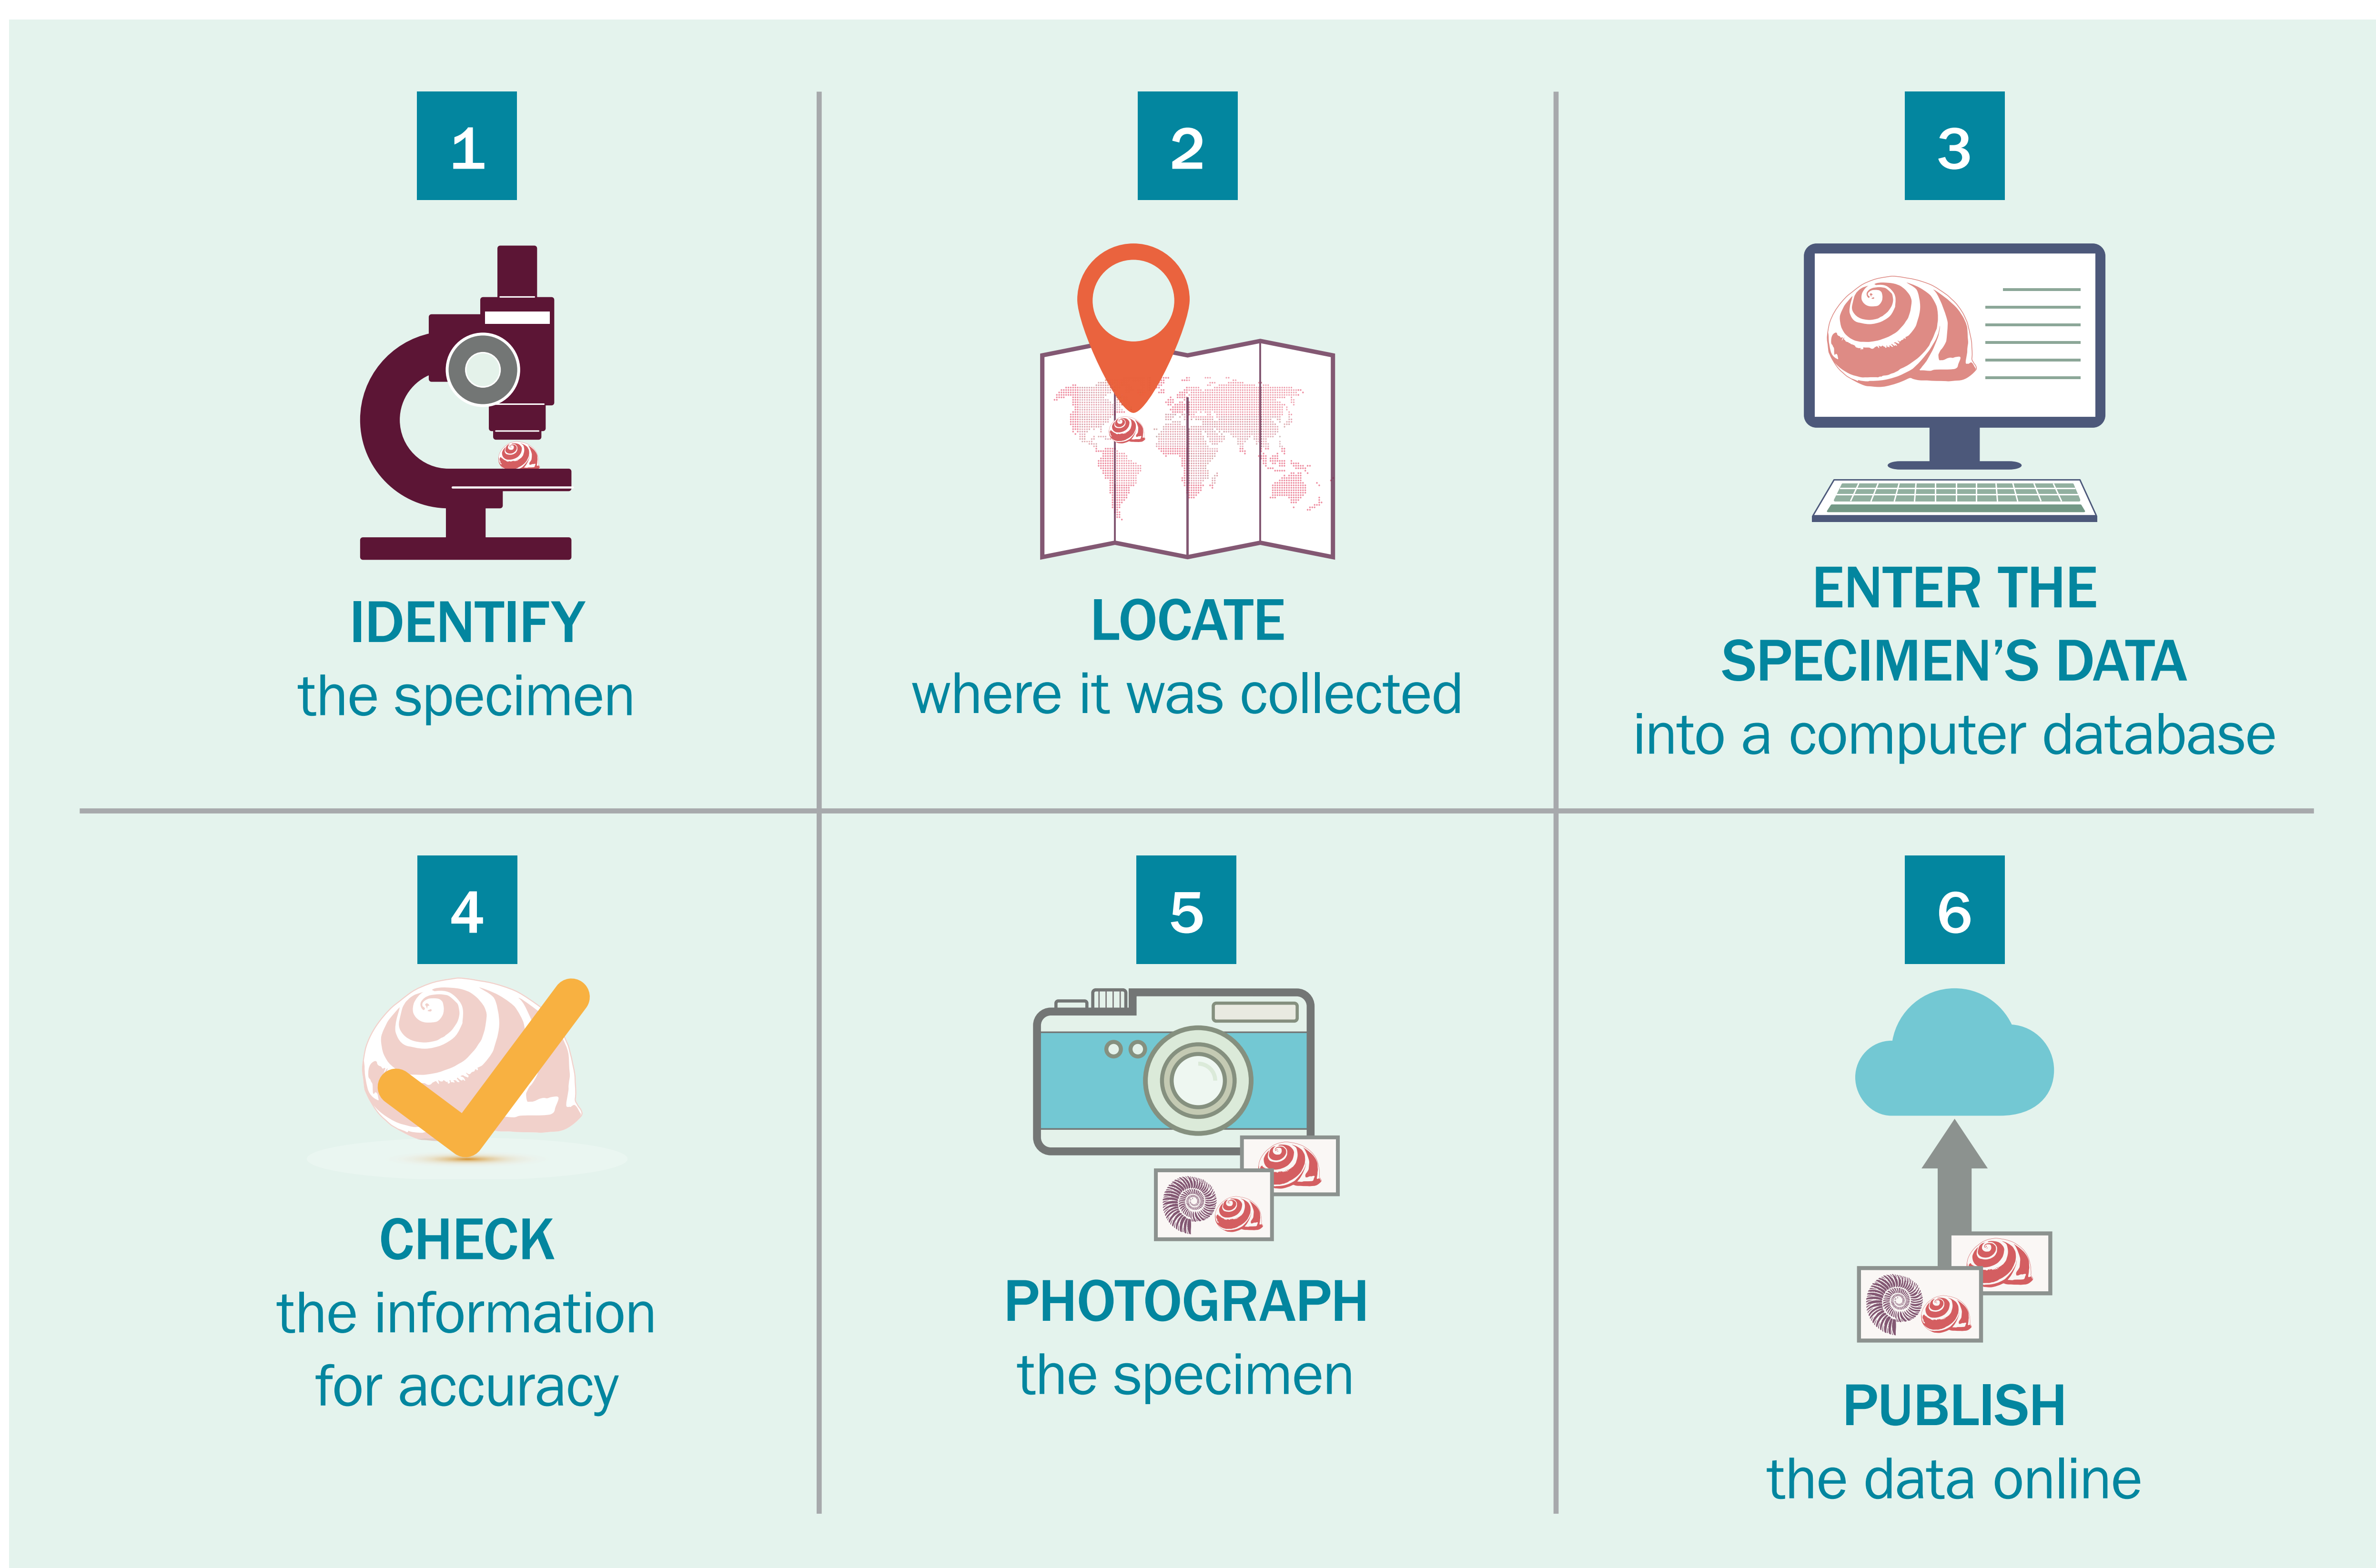 1
IDENTIFY
the specimen
2
LOCATE
where it was collected
3
ENTER THE
SPECIMEN’S DATA
into a computer database
4
CHECK
the information
for accuracy
5
PHOTOGRAPH
the specimen
6
PUBLISH
the data online